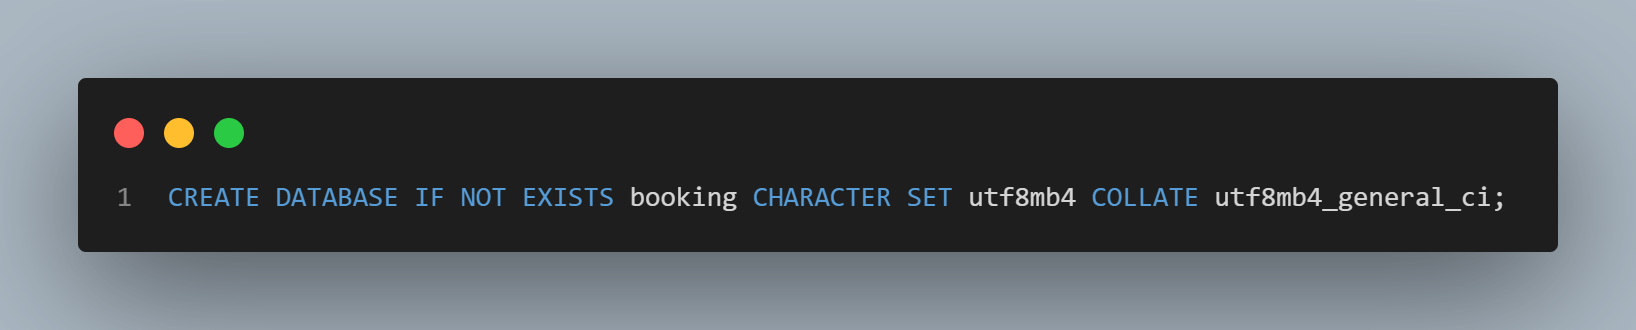 1 CREATE DATABASE IF NOT EXISTS booking CHARACTER SET utf8mb4 COLLATE utf8mb4_general_ci;